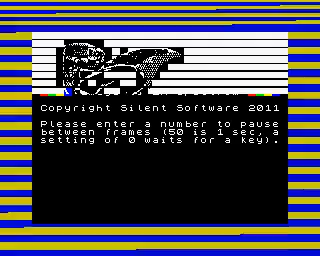 Copyright Silent Software 2011
Please enter a number to pause
between frames (50 is 1 sec, a
setting of 0 waits for a key).